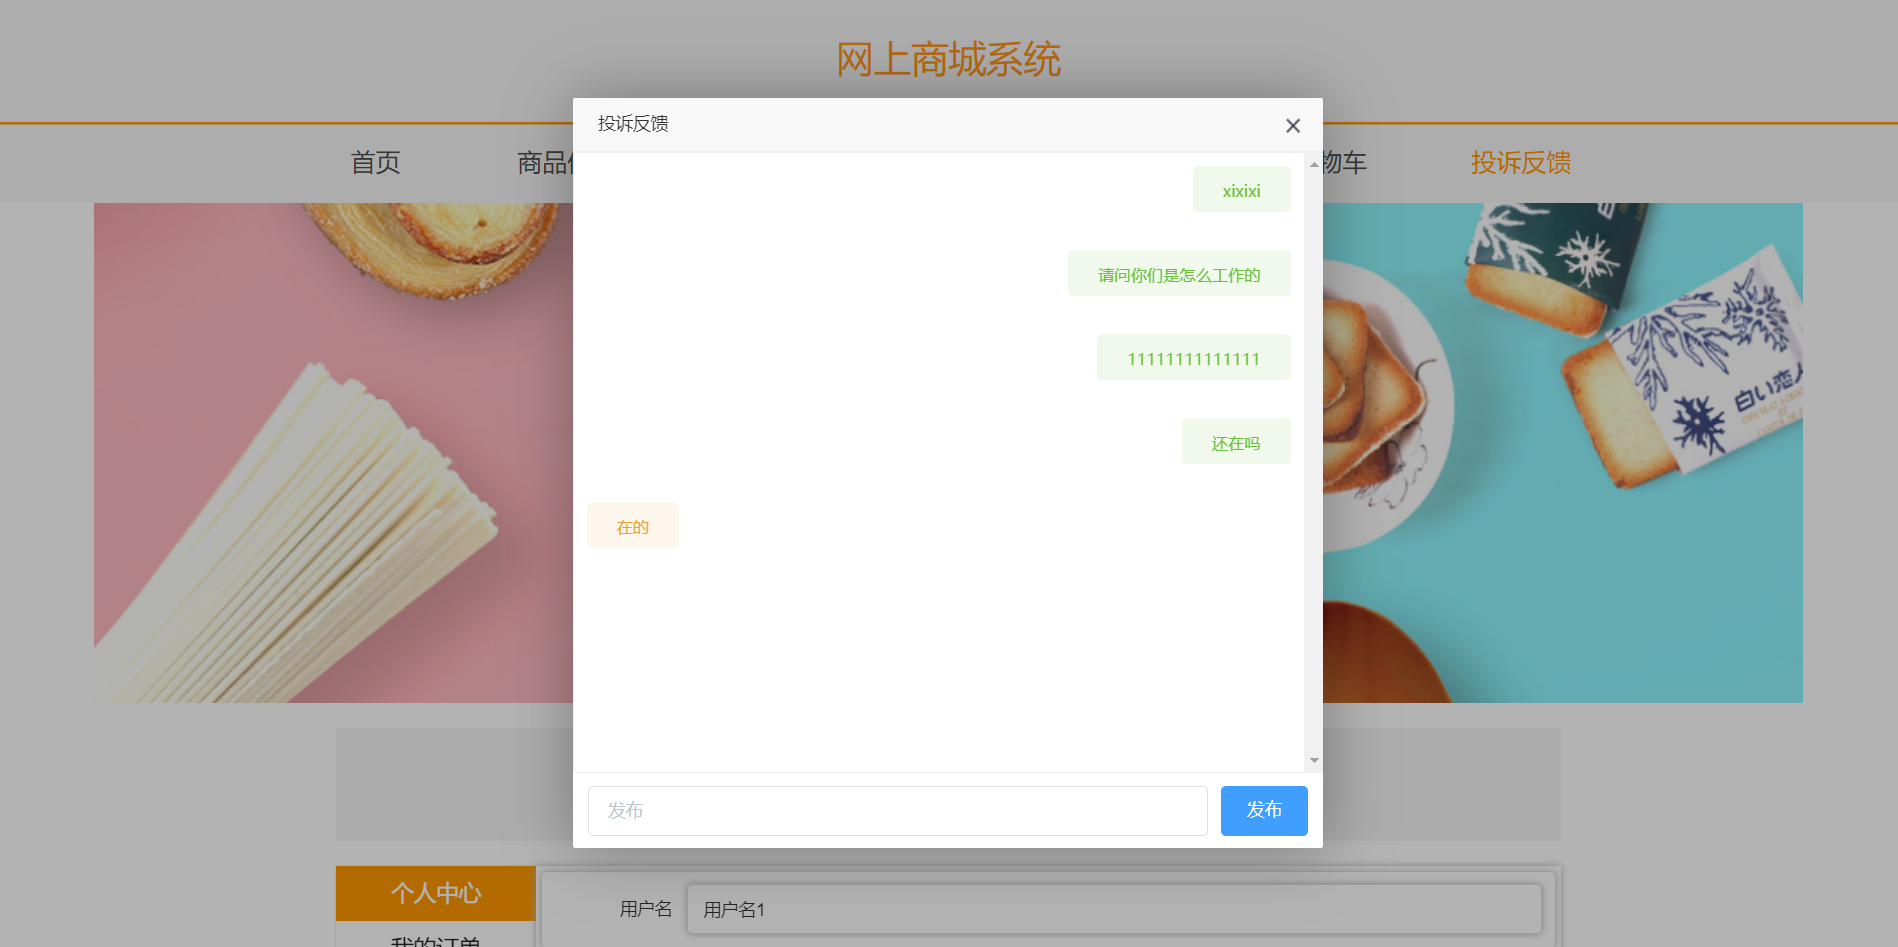 网上商城系统
投诉反馈
首页
商品
物车
投诉反馈
xixixi
请问你们是怎么工作的
11111111111111
还在吗
在的
白い恋人
发布
发布
个人中心
用户名
用户名1
我的订单